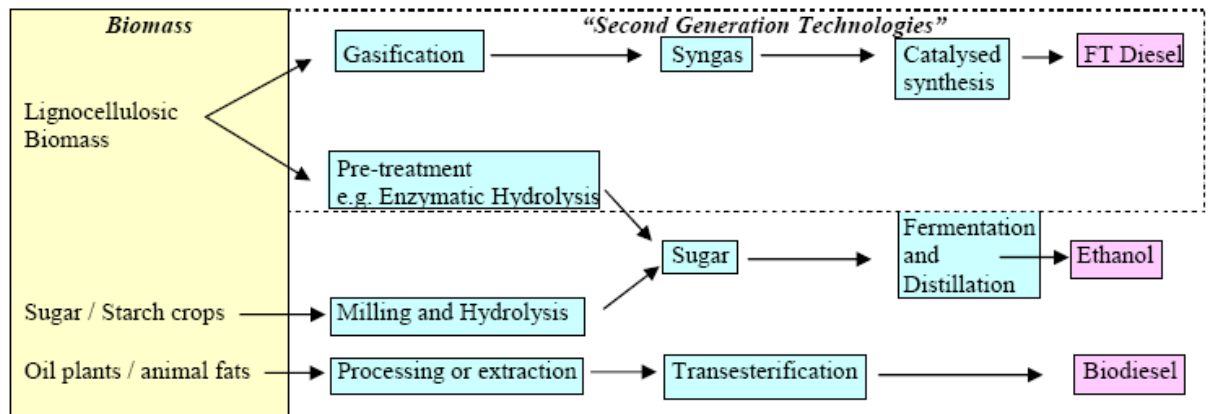 Biomass
“Second Generation Technologies”
Gasification
Syngas
Catalysed
synthesis
FT Diesel
Lignocellulosic
Biomass
Pre-treatment
e.g. Enzymatic Hydrolysis
Sugar
Fermentation
and
Distillation
Ethanol
Sugar / Starch crops
Milling and Hydrolysis
Oil plants / animal fats
Processing or extraction
Transesterification
Biodiesel